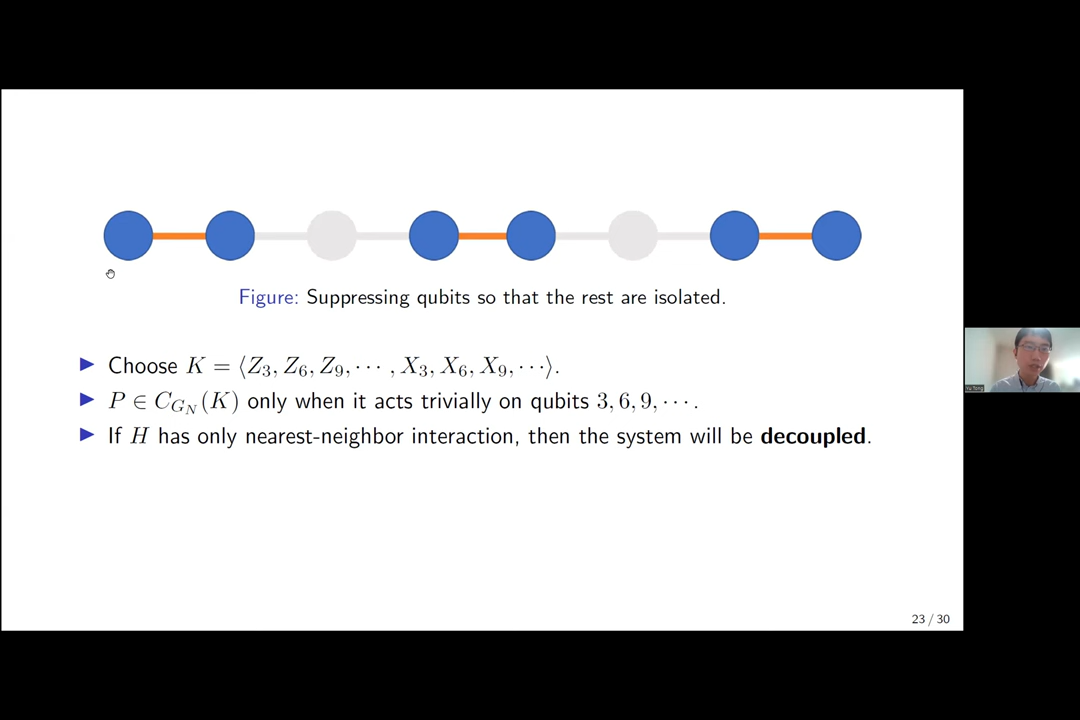 Figure: Suppressing qubits so that the rest are isolated.
▶ Choose K = ⟨Z₃, Z₆, Z₉, ⋯ , X₃, X₆, X₉, ⋯⟩.
▶ P ∈ C_{G_N}(K) only when it acts trivially on qubits 3, 6, 9, ⋯ .
▶ If H has only nearest-neighbor interaction, then the system will be decoupled.
Yu Tong
23 / 30